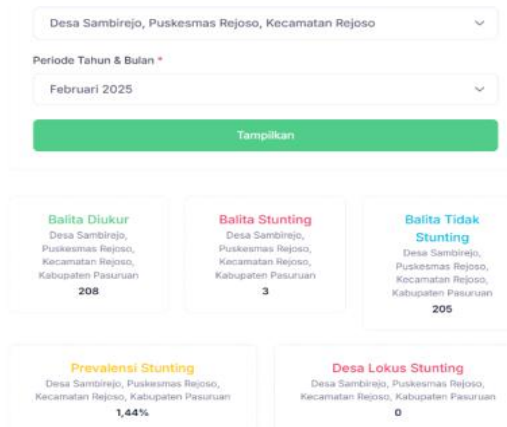 Desa Sambirejo, Puskesmas Rejoso, Kecamatan Rejoso
Periode Tahun & Bulan *
Februari 2025
Tampilkan
Balita Diukur
Desa Sambirejo,
Puskesmas Rejoso,
Kecamatan Rejoso,
Kabupaten Pasuruan
208
Balita Stunting
Desa Sambirejo,
Puskesmas Rejoso,
Kecamatan Rejoso,
Kabupaten Pasuruan
3
Balita Tidak
Stunting
Desa Sambirejo,
Puskesmas Rejoso,
Kecamatan Rejoso,
Kabupaten Pasuruan
205
Prevalensi Stunting
Desa Sambirejo, Puskesmas Rejoso,
Kecamatan Rejoso, Kabupaten Pasuruan
1,44%
Desa Lokus Stunting
Desa Sambirejo, Puskesmas Rejoso,
Kecamatan Rejoso, Kabupaten Pasuruan
0